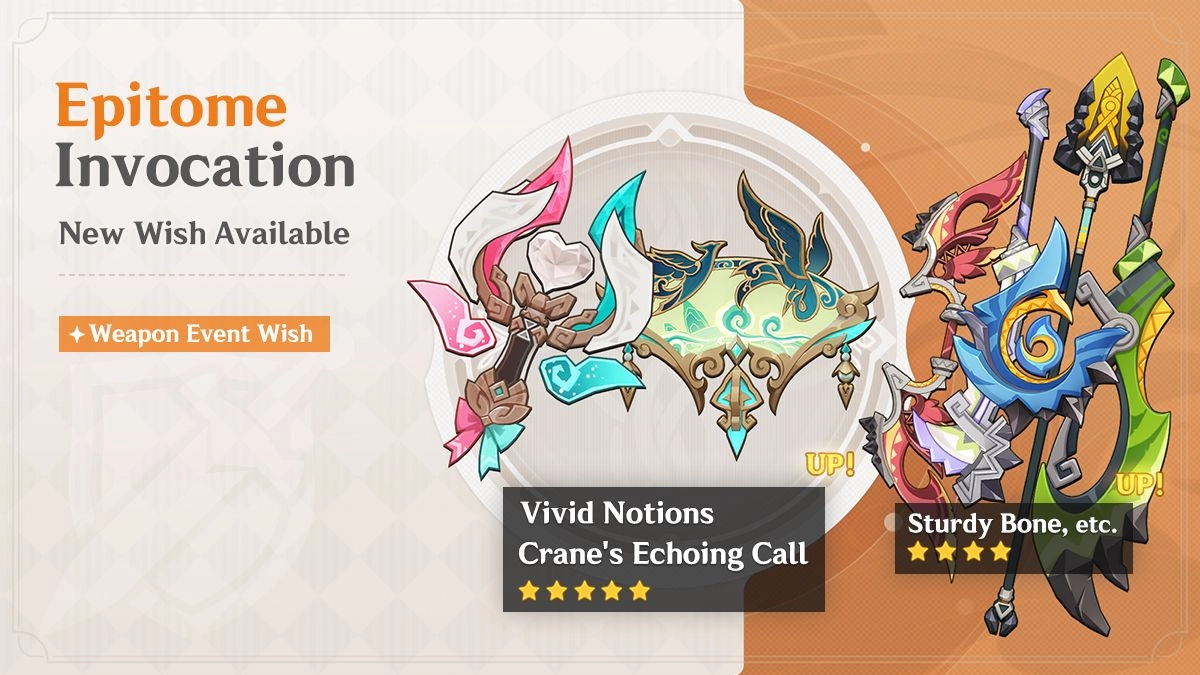 Epitome
Invocation
New Wish Available
Weapon Event Wish
UP!
Vivid Notions
Crane's Echoing Call
UP!
Sturdy Bone, etc.